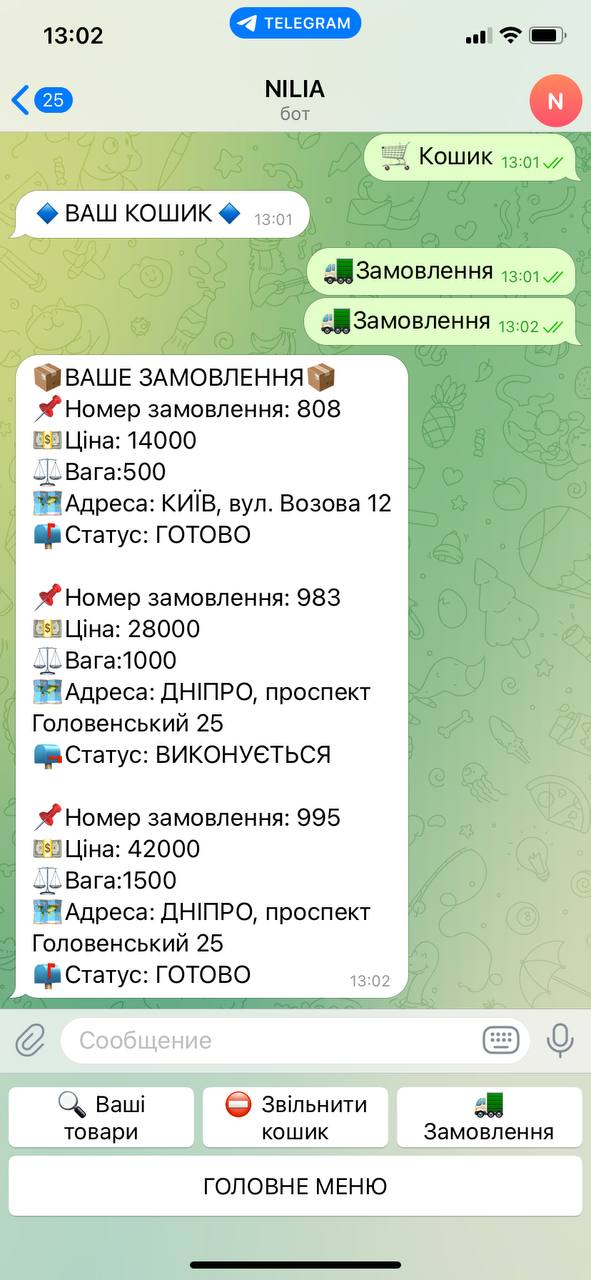 13:02
TELEGRAM
25
NILIA
бот
N
🛒 Кошик 13:01
🔷 ВАШ КОШИК 🔷 13:01
🚛Замовлення 13:01
🚛Замовлення 13:02
📦ВАШЕ ЗАМОВЛЕННЯ📦
📌Номер замовлення: 808
💵Ціна: 14000
⚖️Вага:500
🗺Адреса: КИЇВ, вул. Возова 12
📫Статус: ГОТОВО
📌Номер замовлення: 983
💵Ціна: 28000
⚖️Вага:1000
🗺Адреса: ДНІПРО, проспект
Головенський 25
📪Статус: ВИКОНУЄТЬСЯ
📌Номер замовлення: 995
💵Ціна: 42000
⚖️Вага:1500
🗺Адреса: ДНІПРО, проспект
Головенський 25
📫Статус: ГОТОВО 13:02
Сообщение
🔍 Ваші
товари
⛔ Звільнити
кошик
🚛
Замовлення
ГОЛОВНЕ МЕНЮ